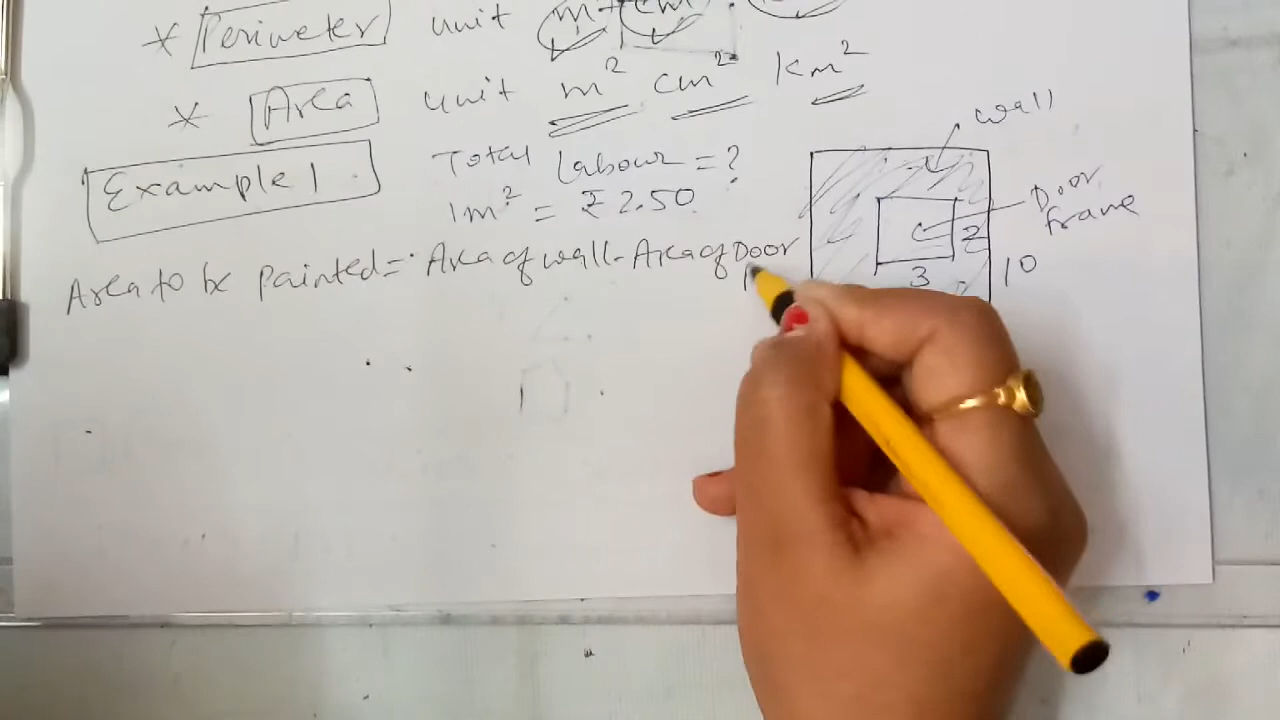 * Perimeter unit m cm
* Area unit m² cm² km²
Example 1. Total Labour = ?
1m² = ₹2.50
Area to be painted = Area of wall - Area of Door
wall
Door
frame
2
3
10